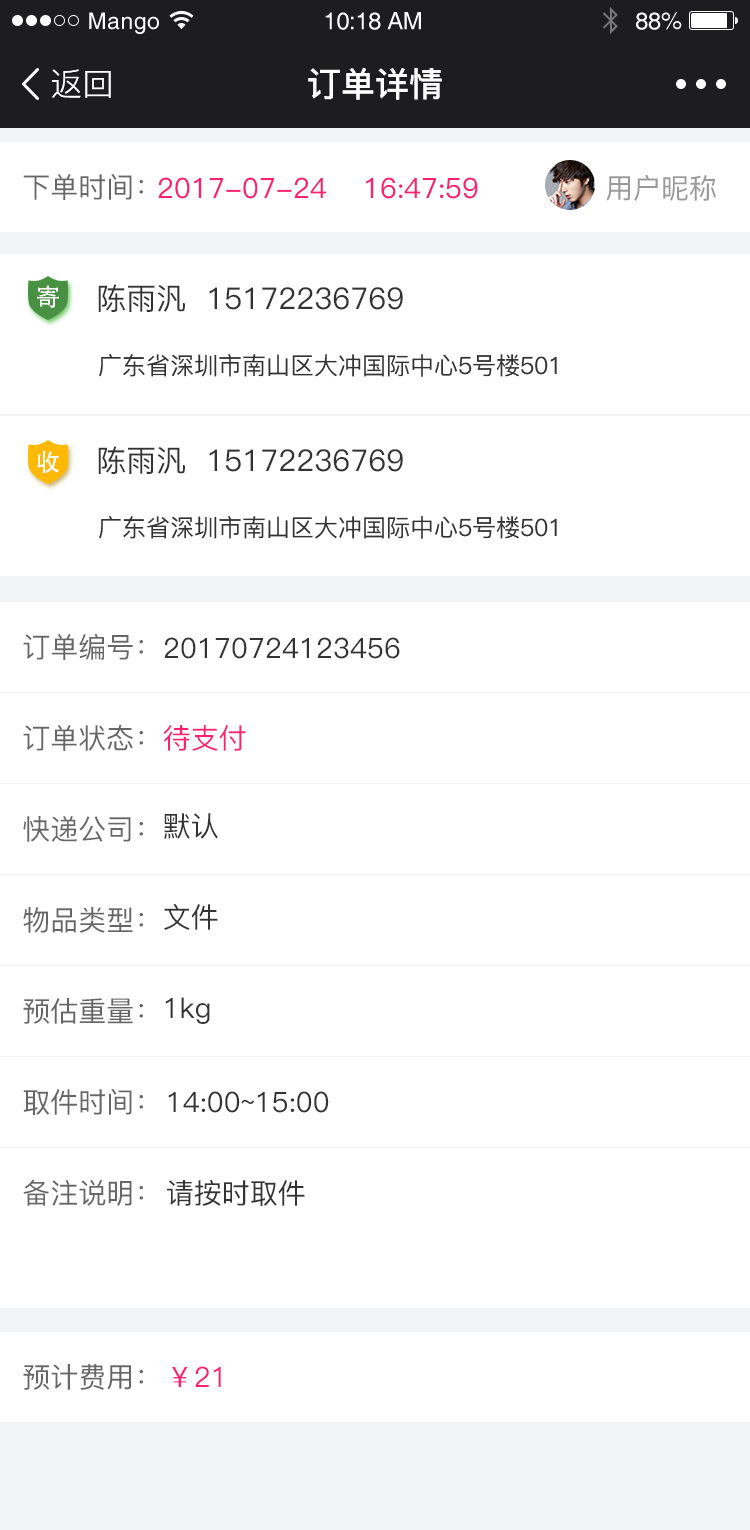 Mango 10:18 AM 88%
返回 订单详情
下单时间: 2017-07-24 16:47:59 用户昵称
寄 陈雨汎 15172236769
广东省深圳市南山区大冲国际中心5号楼501
收 陈雨汎 15172236769
广东省深圳市南山区大冲国际中心5号楼501
订单编号: 20170724123456
订单状态: 待支付
快递公司: 默认
物品类型: 文件
预估重量: 1kg
取件时间: 14:00~15:00
备注说明: 请按时取件
预计费用: ¥21